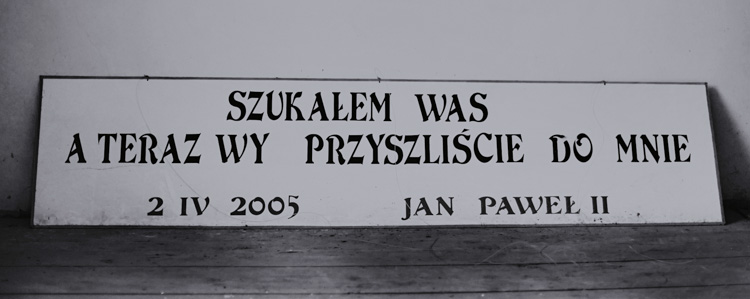 SZUKAŁEM WAS
A TERAZ WY PRZYSZLIŚCIE DO MNIE
2 IV 2005 JAN PAWEŁ II